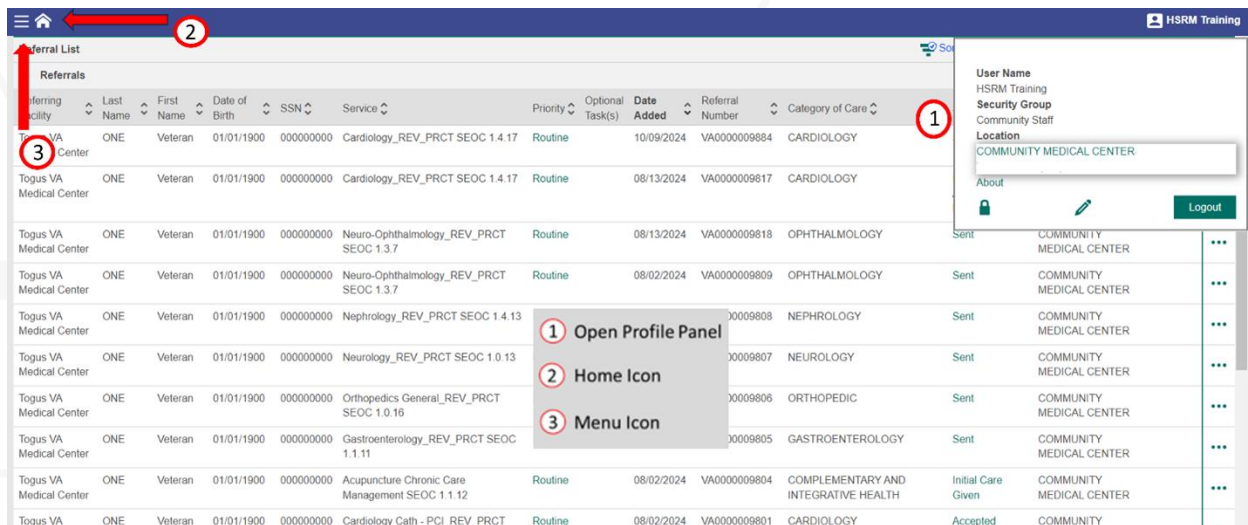 HSRM Training
2
Referral List
Referrals
User Name
HSRM Training
Security Group
Community Staff
Location
COMMUNITY MEDICAL CENTER
About
Logout
1
3
Last Name
First Name
Date of Birth
SSN
Service
Priority
Optional Task(s)
Date Added
Referral Number
Category of Care
Center ONE Veteran 01/01/1900 000000000 Cardiology_REV_PRCT SEOC 1.4.17 Routine 10/09/2024 VA0000009884 CARDIOLOGY
Togus VA ONE Veteran 01/01/1900 000000000 Cardiology_REV_PRCT SEOC 1.4.17 Routine 08/13/2024 VA0000009817 CARDIOLOGY
Medical Center
Togus VA ONE Veteran 01/01/1900 000000000 Neuro-Ophthalmology_REV_PRCT Routine 08/13/2024 VA0000009818 OPHTHALMOLOGY Sent COMMUNITY
Medical Center SEOC 1.3.7 MEDICAL CENTER
Togus VA ONE Veteran 01/01/1900 000000000 Neuro-Ophthalmology_REV_PRCT Routine 08/02/2024 VA0000009809 OPHTHALMOLOGY Sent COMMUNITY
Medical Center SEOC 1.3.7 MEDICAL CENTER
Togus VA ONE Veteran 01/01/1900 000000000 Nephrology_REV_PRCT SEOC 1.4.13 0009808 NEPHROLOGY Sent COMMUNITY
Medical Center MEDICAL CENTER
Togus VA ONE Veteran 01/01/1900 000000000 Neurology_REV_PRCT SEOC 1.0.13 0009807 NEUROLOGY Sent COMMUNITY
Medical Center MEDICAL CENTER
Togus VA ONE Veteran 01/01/1900 000000000 Orthopedics General_REV_PRCT 0009806 ORTHOPEDIC Sent COMMUNITY
Medical Center SEOC 1.0.16 MEDICAL CENTER
Togus VA ONE Veteran 01/01/1900 000000000 Gastroenterology_REV_PRCT SEOC 0009805 GASTROENTEROLOGY Sent COMMUNITY
Medical Center 1.1.11 MEDICAL CENTER
1 Open Profile Panel
2 Home Icon
3 Menu Icon
Togus VA ONE Veteran 01/01/1900 000000000 Acupuncture Chronic Care Routine 08/02/2024 VA0000009804 COMPLEMENTARY AND Initial Care COMMUNITY
Medical Center Management SEOC 1.1.12 INTEGRATIVE HEALTH Given MEDICAL CENTER
Togus VA ONE Veteran 01/01/1900 000000000 Cardiology Cath - PCI REV PRCT Routine 08/02/2024 VA0000009801 CARDIOLOGY Accepted COMMUNITY